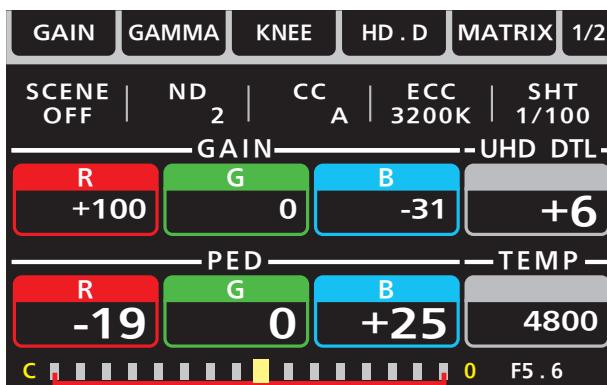 GAIN GAMMA KNEE HD . D MATRIX 1/2
SCENE ND CC ECC SHT
OFF 2 A 3200K 1/100
GAIN UHD DTL
R G B
+100 0 -31 +6
PED TEMP
R G B
-19 0 +25 4800
C 0 F5 . 6